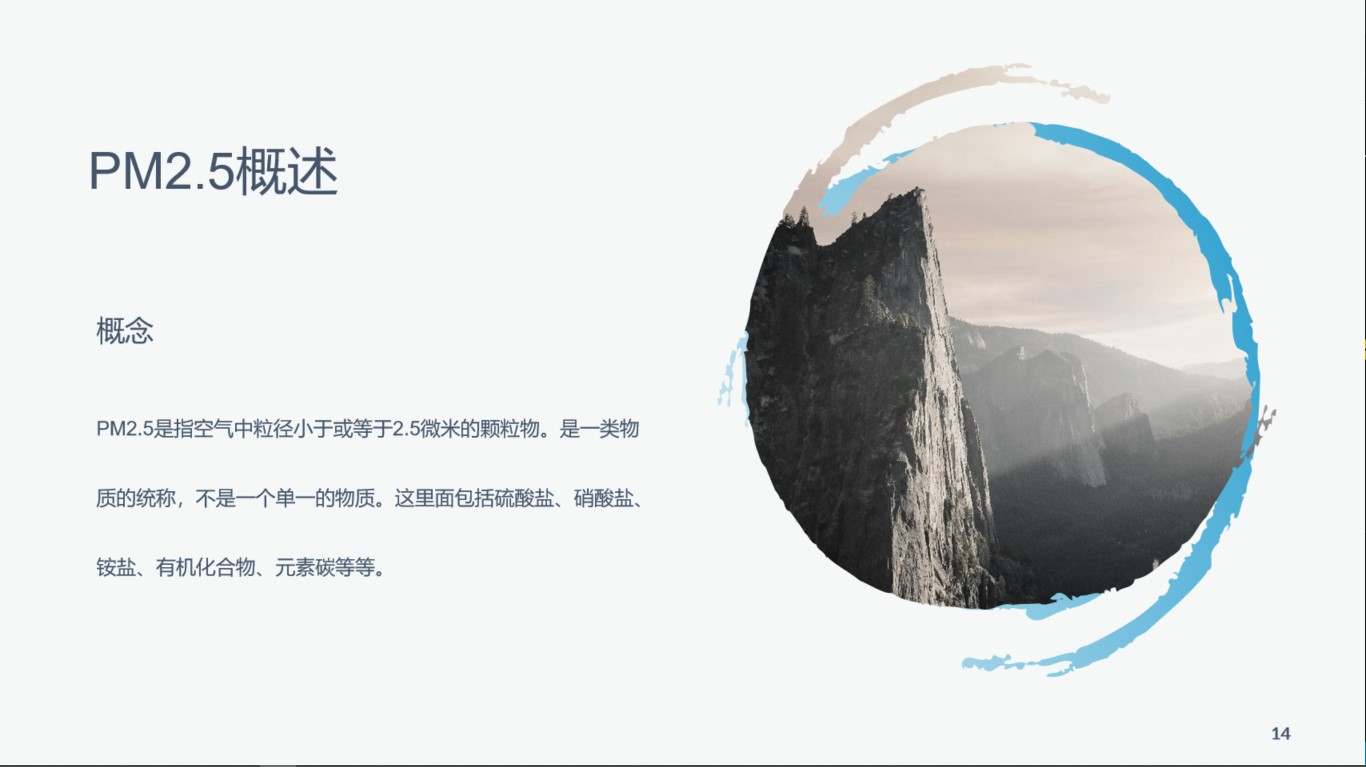 PM2.5概述
概念
PM2.5是指空气中粒径小于或等于2.5微米的颗粒物。是一类物
质的统称，不是一个单一的物质。这里面包括硫酸盐、硝酸盐、
铵盐、有机化合物、元素碳等等。
14